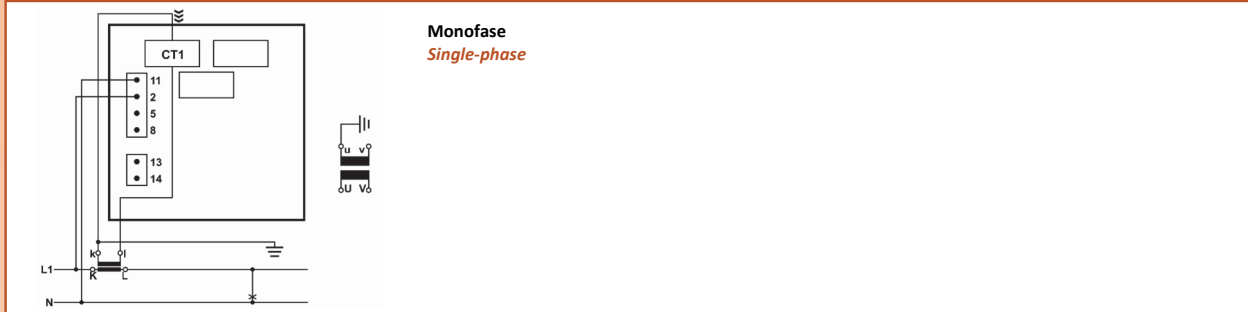 Monofase
Single-phase
CT1
11
2
5
8
13
14
u v
U V
k l
L1 K L
N